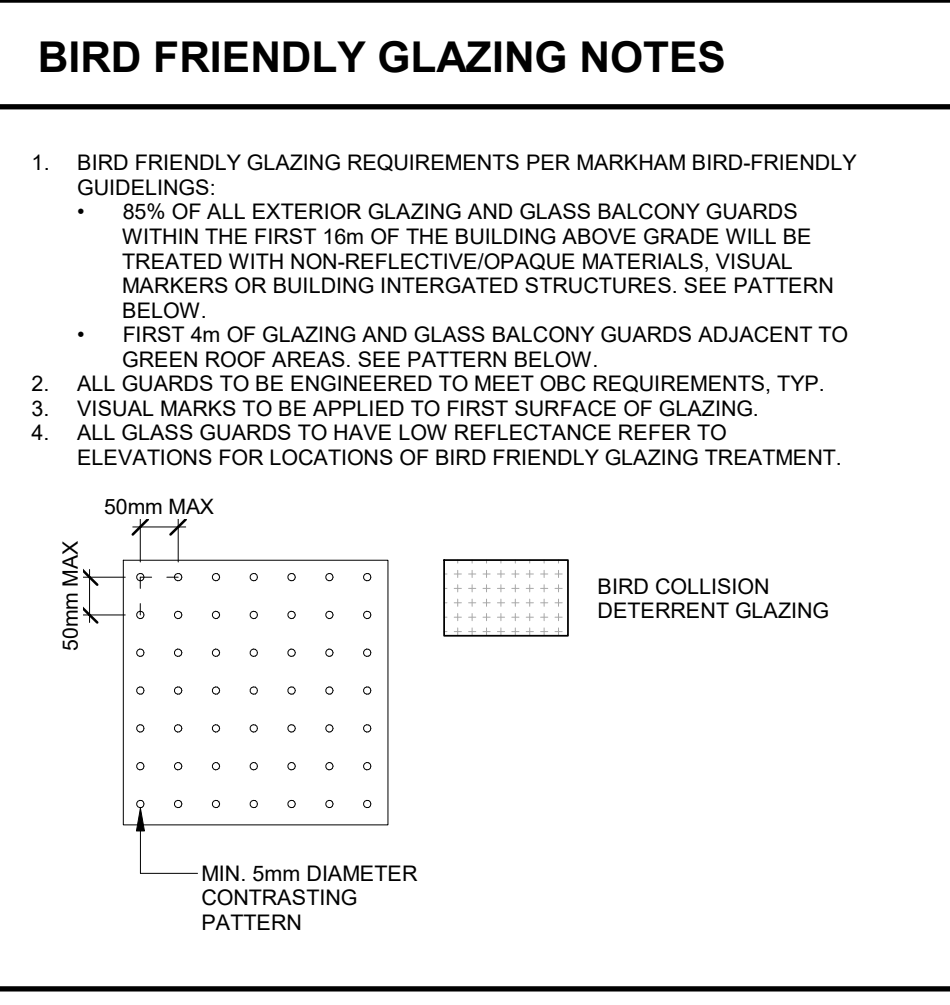 BIRD FRIENDLY GLAZING NOTES
1. BIRD FRIENDLY GLAZING REQUIREMENTS PER MARKHAM BIRD-FRIENDLY
GUIDELINGS:
• 85% OF ALL EXTERIOR GLAZING AND GLASS BALCONY GUARDS
WITHIN THE FIRST 16m OF THE BUILDING ABOVE GRADE WILL BE
TREATED WITH NON-REFLECTIVE/OPAQUE MATERIALS, VISUAL
MARKERS OR BUILDING INTERGATED STRUCTURES. SEE PATTERN
BELOW.
• FIRST 4m OF GLAZING AND GLASS BALCONY GUARDS ADJACENT TO
GREEN ROOF AREAS. SEE PATTERN BELOW.
2. ALL GUARDS TO BE ENGINEERED TO MEET OBC REQUIREMENTS, TYP.
3. VISUAL MARKS TO BE APPLIED TO FIRST SURFACE OF GLAZING.
4. ALL GLASS GUARDS TO HAVE LOW REFLECTANCE REFER TO
ELEVATIONS FOR LOCATIONS OF BIRD FRIENDLY GLAZING TREATMENT.
50mm MAX
50mm MAX
BIRD COLLISION
DETERRENT GLAZING
MIN. 5mm DIAMETER
CONTRASTING
PATTERN